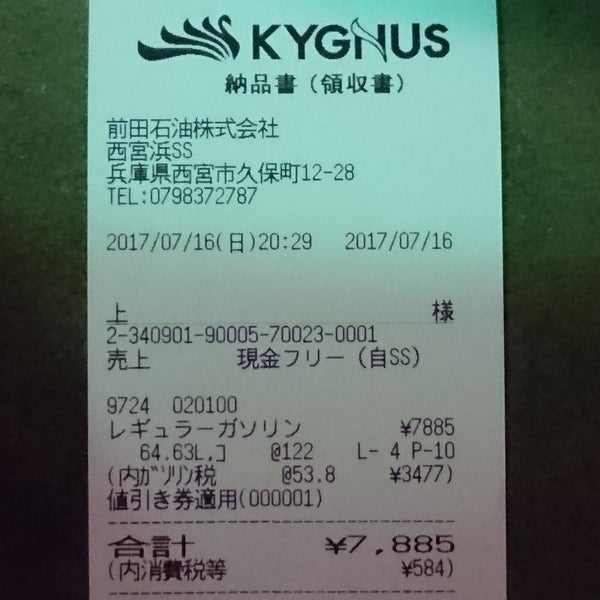 KYGNUS
納品書(領収書)
前田石油株式会社
西宮浜SS
兵庫県西宮市久保町12-28
TEL:0798372787
2017/07/16(日)20:29 2017/07/16
上 様
2-340901-90005-70023-0001
売上 現金フリー(自SS)
9724 020100
レギュラーガソリン ¥7885
64.63L,コ @122 L- 4 P-10
(内ガソリン税 @53.8 ¥3477)
値引き券適用(000001)
合計 ¥7,885
(内消費税等 ¥584)